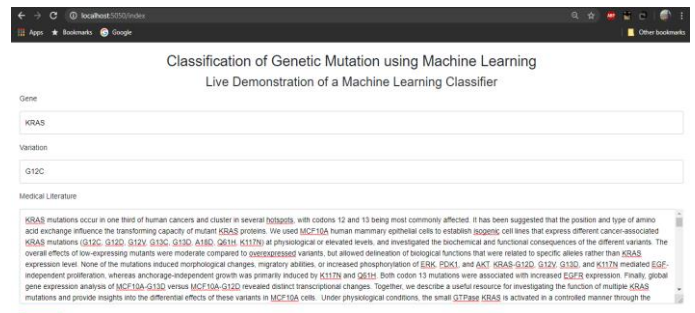 localhost:5050/index
Apps Bookmarks Google Other bookmarks
Classification of Genetic Mutation using Machine Learning
Live Demonstration of a Machine Learning Classifier
Gene
KRAS
Variation
G12C
Medical Literature
KRAS mutations occur in one third of human cancers and cluster in several hotspots, with codons 12 and 13 being most commonly affected. It has been suggested that the position and type of amino
acid exchange influence the transforming capacity of mutant KRAS proteins. We used MCF10A human mammary epithelial cells to establish isogenic cell lines that express different cancer-associated
KRAS mutations (G12C, G12D, G12V, G13C, G13D, A18D, Q61H, K117N) at physiological or elevated levels, and investigated the biochemical and functional consequences of the different variants. The
overall effects of low-expressing mutants were moderate compared to overexpressed variants, but allowed delineation of biological functions that were related to specific alleles rather than KRAS
expression level. None of the mutations induced morphological changes, migratory abilities, or increased phosphorylation of ERK, PDK1, and AKT. KRAS-G12D, G12V, G13D, and K117N mediated EGF-
independent proliferation, whereas anchorage-independent growth was primarily induced by K117N and Q61H. Both codon 13 mutations were associated with increased EGFR expression. Finally, global
gene expression analysis of MCF10A-G13D versus MCF10A-G12D revealed distinct transcriptional changes. Together, we describe a useful resource for investigating the function of multiple KRAS
mutations and provide insights into the differential effects of these variants in MCF10A cells. Under physiological conditions, the small GTPase KRAS is activated in a controlled manner through the